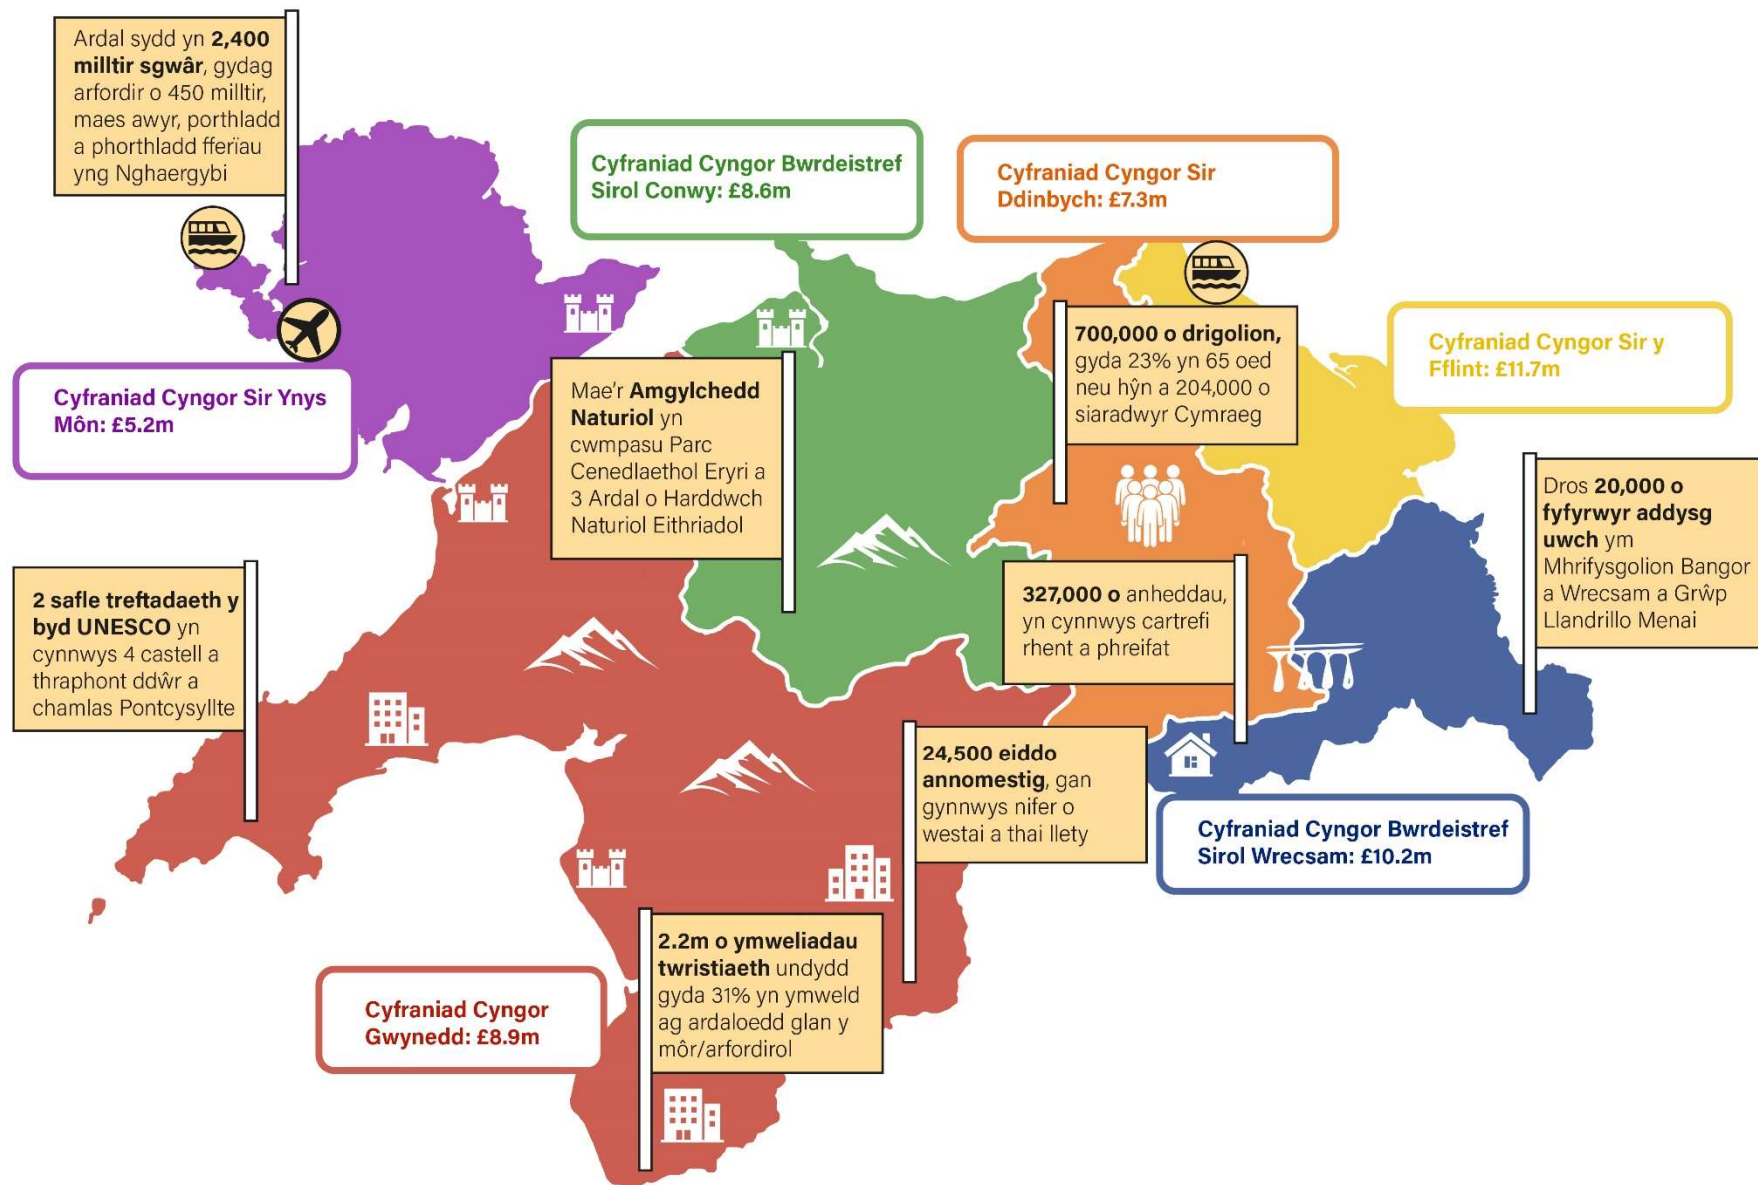 Ardal sydd yn 2,400
milltir sgwâr, gydag
arfordir o 450 milltir,
maes awyr, porthladd
a phorthladd fferïau
yng Nghaergybi
Cyfraniad Cyngor Bwrdeistref
Sirol Conwy: £8.6m
Cyfraniad Cyngor Sir
Ddinbych: £7.3m
Cyfraniad Cyngor Sir y
Fflint: £11.7m
Cyfraniad Cyngor Sir Ynys
Môn: £5.2m
Mae'r Amgylchedd
Naturiol yn
cwmpasu Parc
Cenedlaethol Eryri a
3 Ardal o Harddwch
Naturiol Eithriadol
700,000 o drigolion,
gyda 23% yn 65 oed
neu hŷn a 204,000 o
siaradwyr Cymraeg
Dros 20,000 o
fyfyrwyr addysg
uwch ym
Mhrifysgolion Bangor
a Wrecsam a Grŵp
Llandrillo Menai
2 safle treftadaeth y
byd UNESCO yn
cynnwys 4 castell a
thraphont ddŵr a
chamlas Pontcysyllte
327,000 o anheddau,
yn cynnwys cartrefi
rhent a phreifat
24,500 eiddo
annomestig, gan
gynnwys nifer o
westai a thai llety
Cyfraniad Cyngor Bwrdeistref
Sirol Wrecsam: £10.2m
2.2m o ymweliadau
twristiaeth undydd
gyda 31% yn ymweld
ag ardaloedd glan y
môr/arfordirol
Cyfraniad Cyngor
Gwynedd: £8.9m